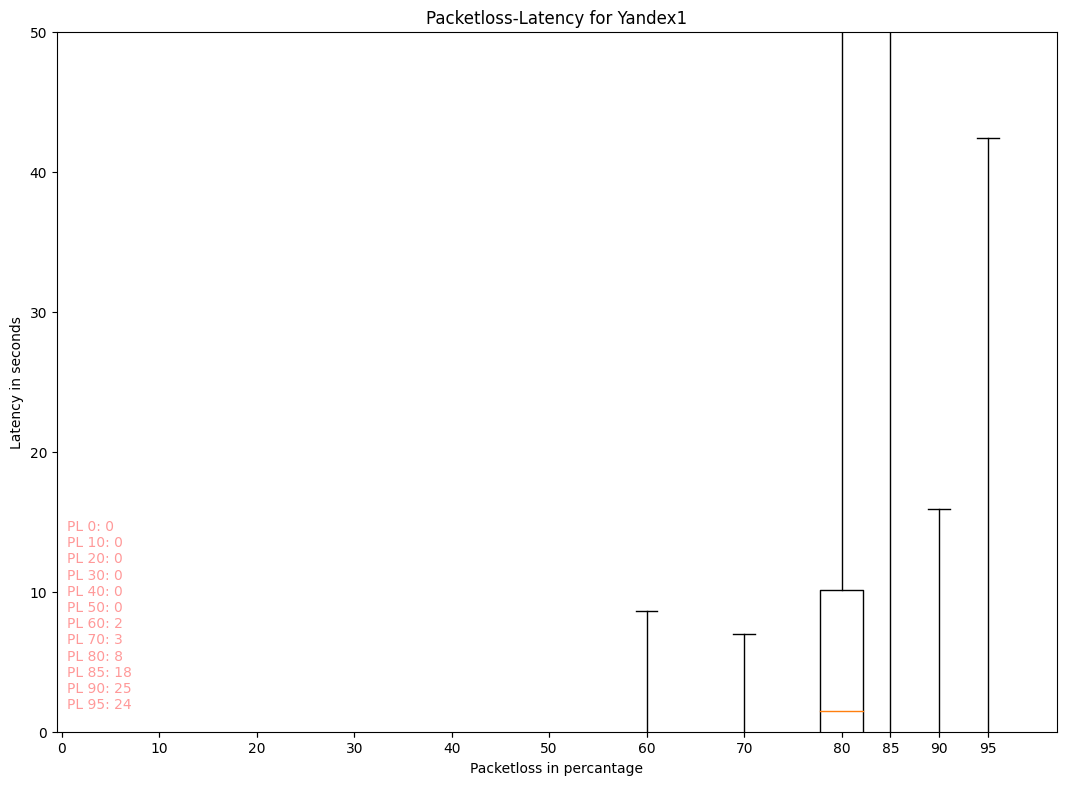 Packetloss-Latency for Yandex1
50
40
30
20
10
0
Latency in seconds
PL 0: 0
PL 10: 0
PL 20: 0
PL 30: 0
PL 40: 0
PL 50: 0
PL 60: 2
PL 70: 3
PL 80: 8
PL 85: 18
PL 90: 25
PL 95: 24
0 10 20 30 40 50 60 70 80 85 90 95
Packetloss in percantage